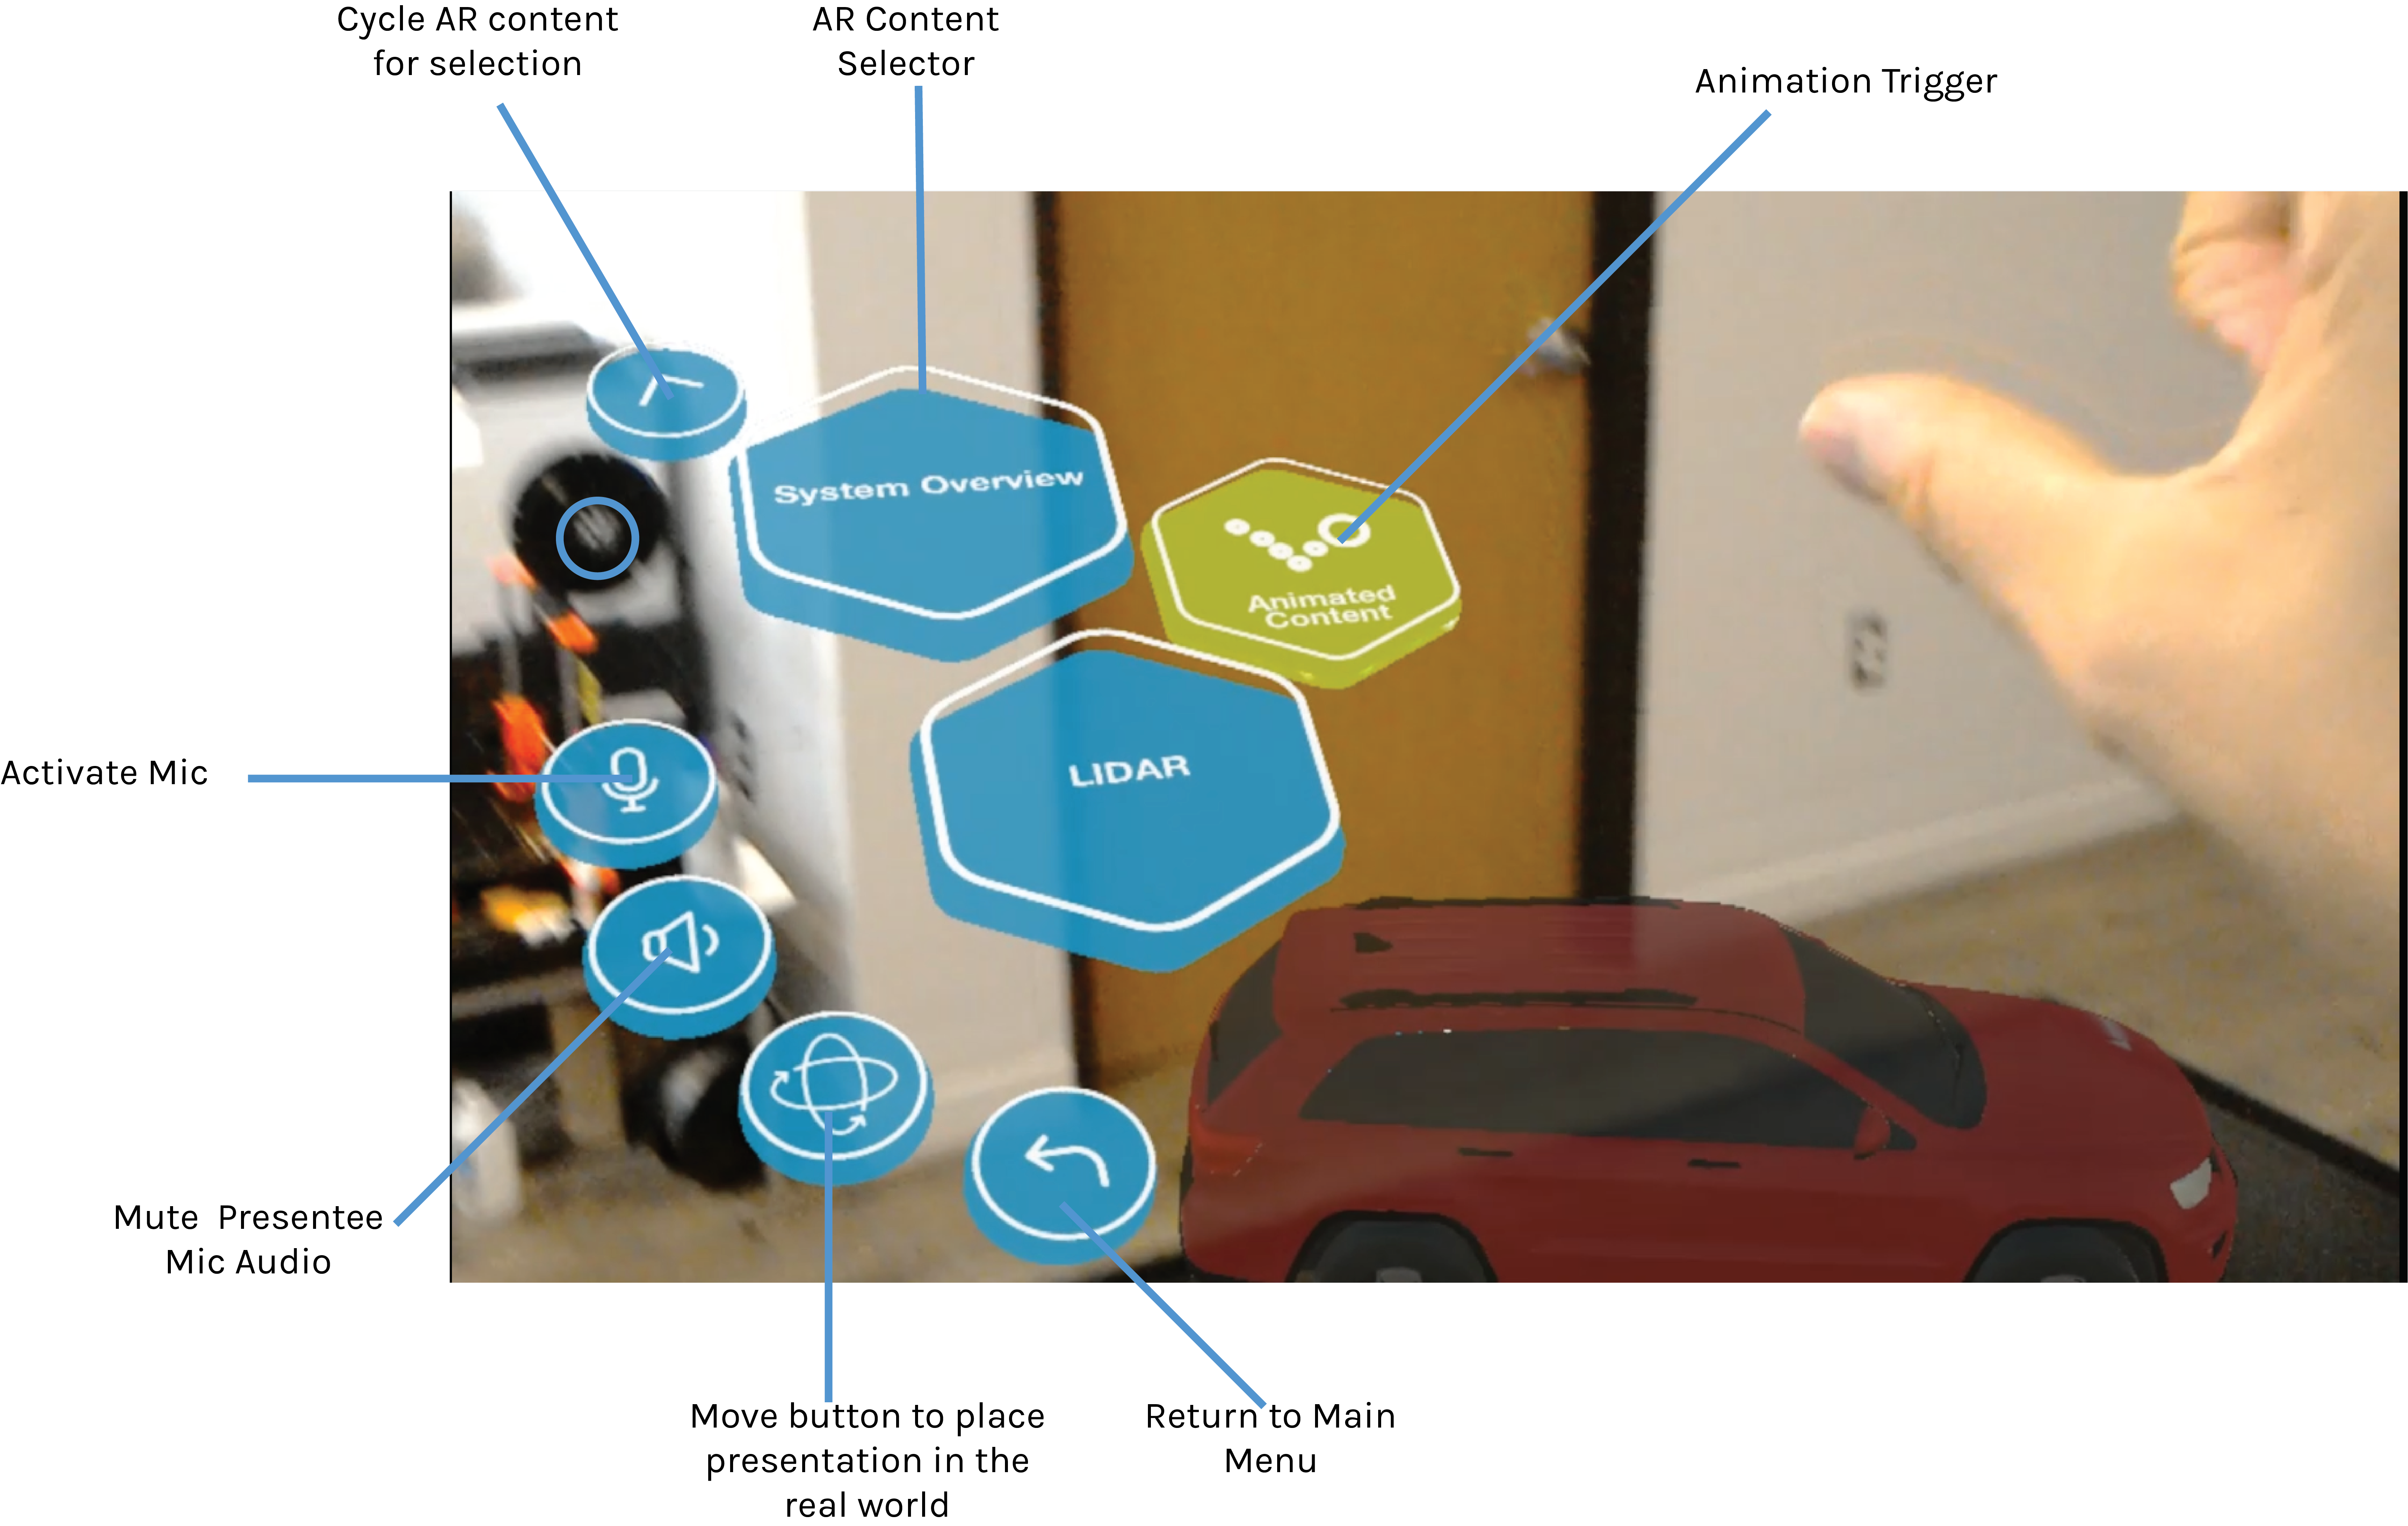 Cycle AR content
for selection
AR Content
Selector
Animation Trigger
System Overview
Animated
Content
LIDAR
Activate Mic
Mute  Presentee
Mic Audio
Move button to place
presentation in the
real world
Return to Main
Menu